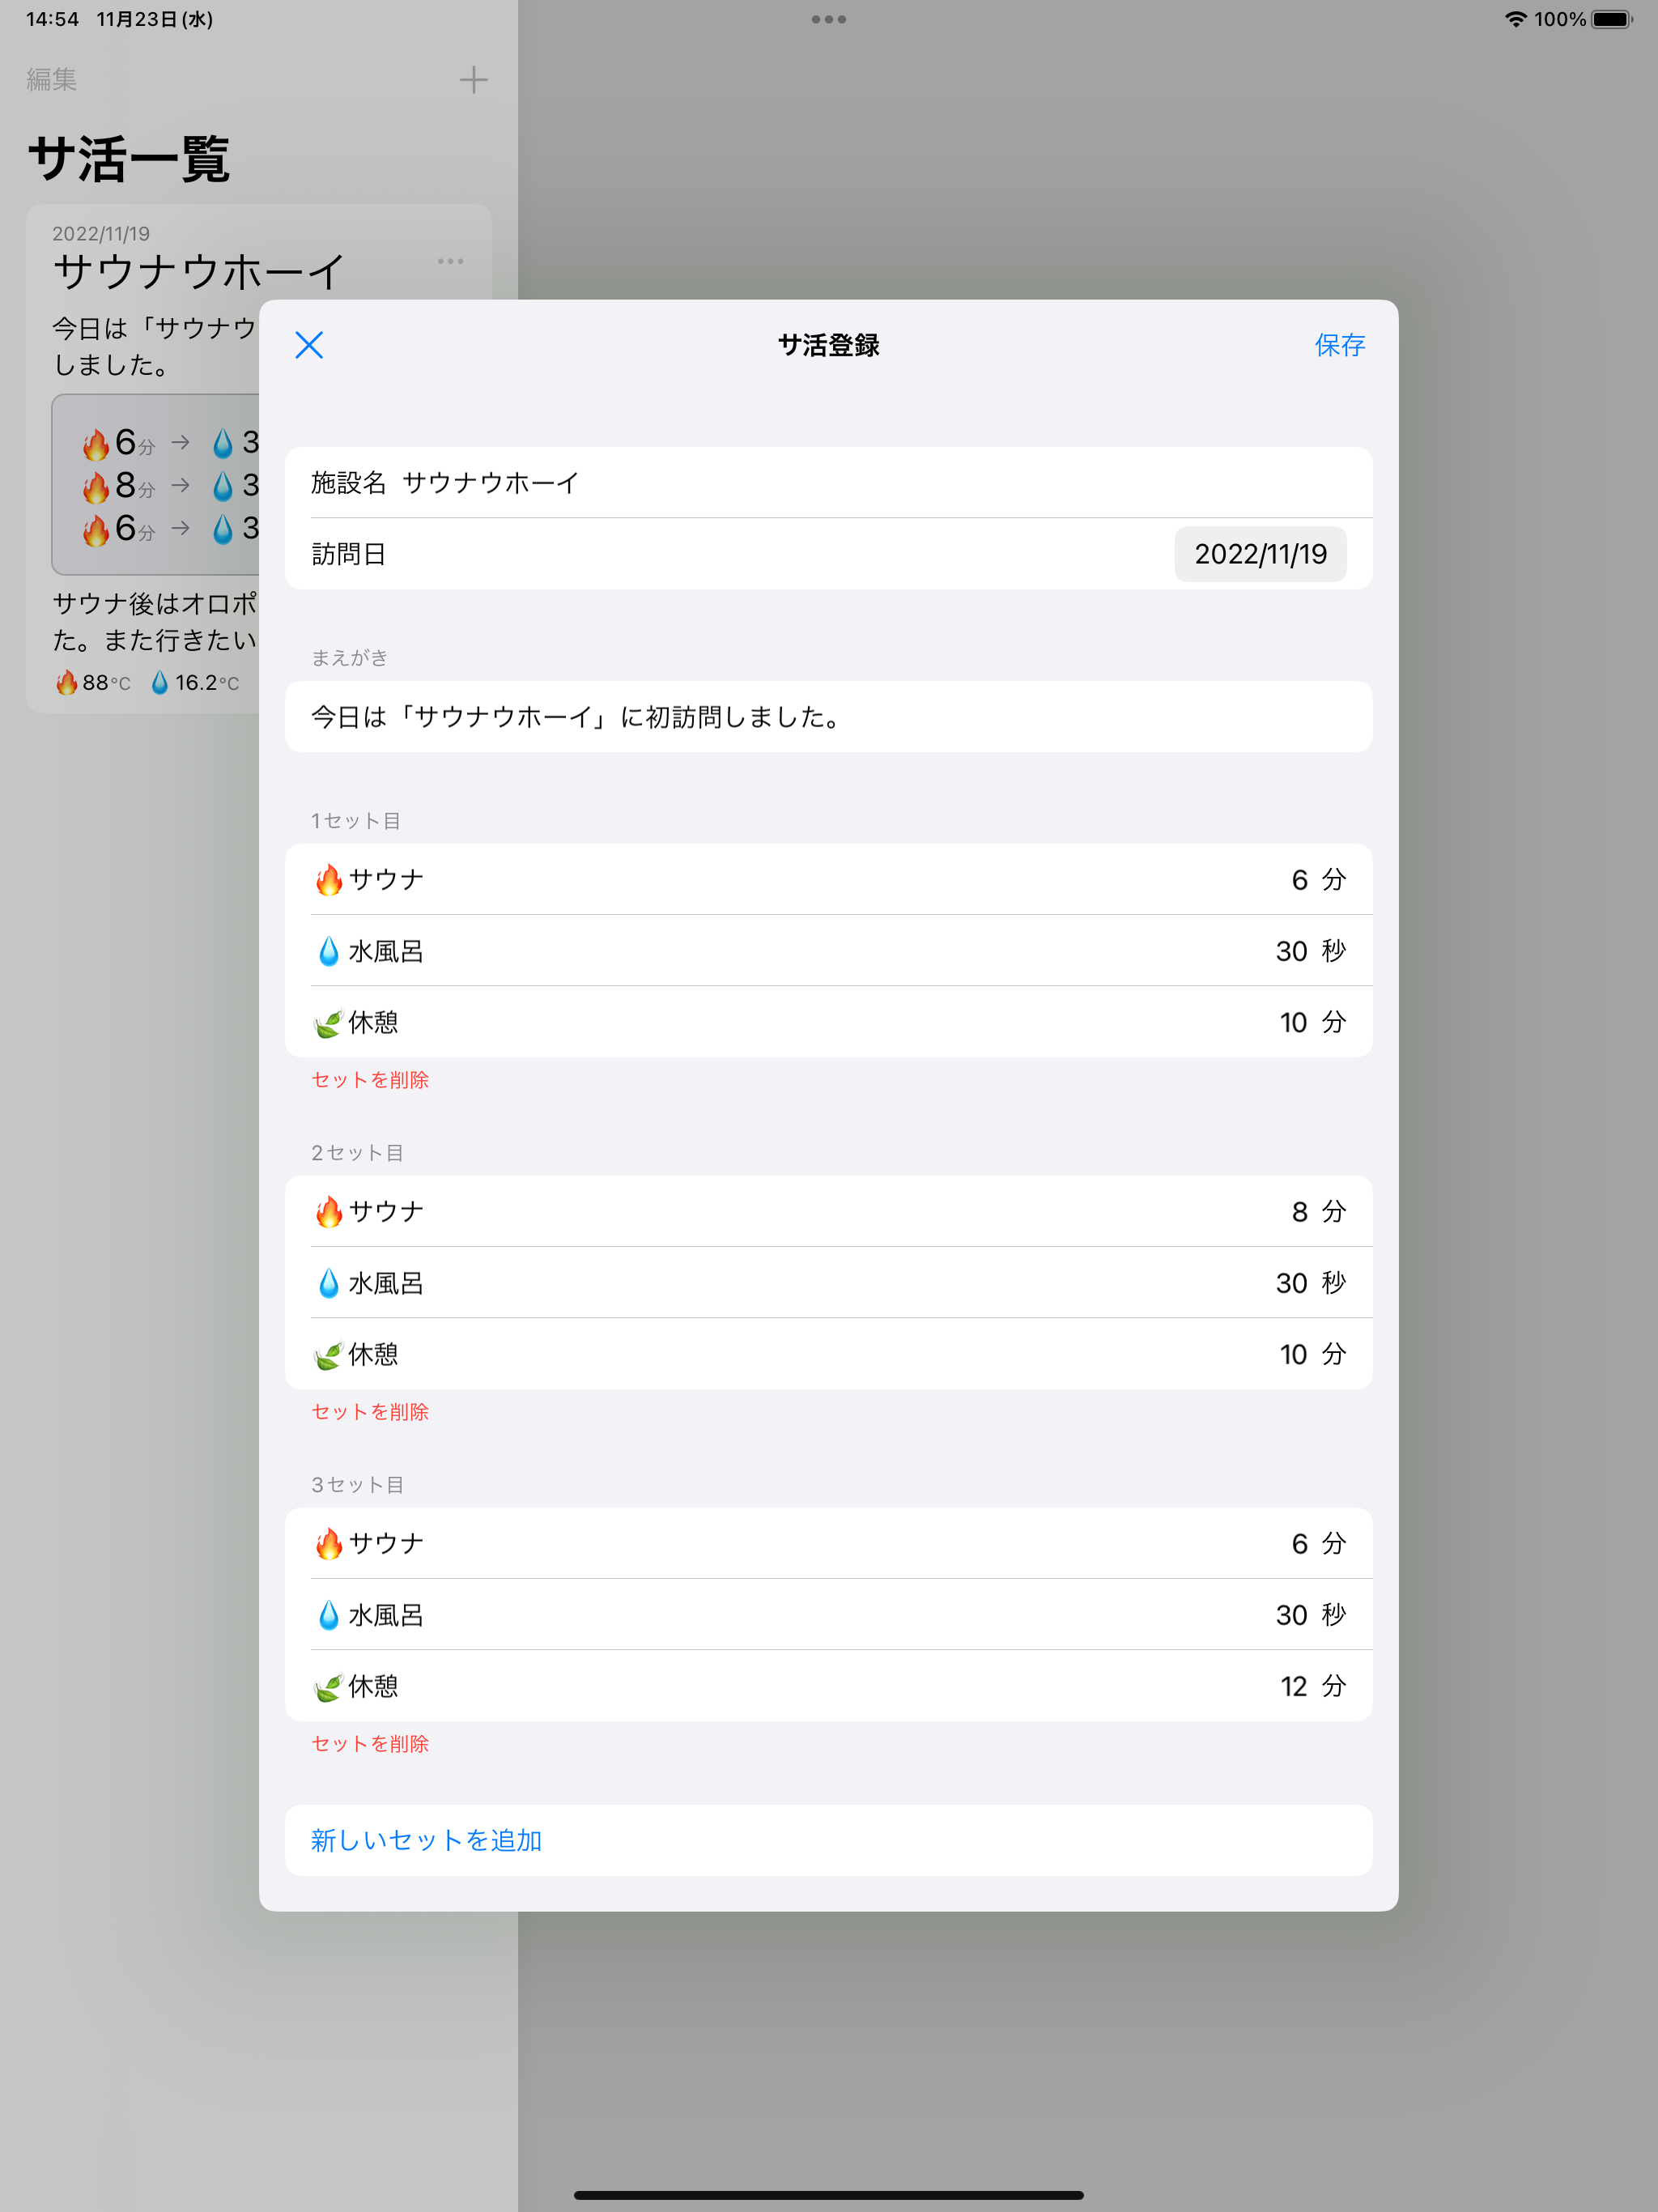 14:54 11月23日(水)
100%
編集
サ活一覧
2022/11/19
サウナウホーイ
今日は「サウナウ
しました。
🔥6分 → 💧3
🔥8分 → 💧3
🔥6分 → 💧3
サウナ後はオロポ
た。また行きたい
🔥88°C 💧16.2°C
サ活登録
保存
施設名 サウナウホーイ
訪問日 2022/11/19
まえがき
今日は「サウナウホーイ」に初訪問しました。
1セット目
🔥サウナ 6 分
💧水風呂 30 秒
🍃休憩 10 分
セットを削除
2セット目
🔥サウナ 8 分
💧水風呂 30 秒
🍃休憩 10 分
セットを削除
3セット目
🔥サウナ 6 分
💧水風呂 30 秒
🍃休憩 12 分
セットを削除
新しいセットを追加